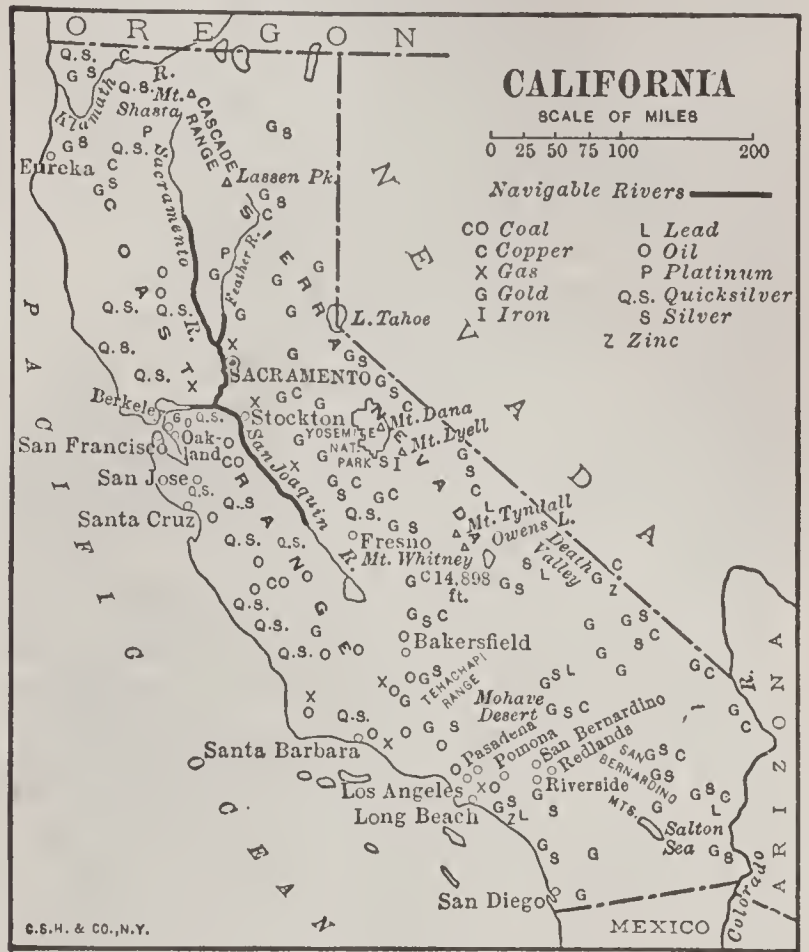 OREGON
CALIFORNIA
SCALE OF MILES
0 25 50 75 100 200
Navigable Rivers
CO Coal
C Copper
X Gas
G Gold
I Iron
L Lead
O Oil
P Platinum
Q.S. Quicksilver
S Silver
Z Zinc
Q.S. C
G S
Klamath R.
Q.S.
Mt. Shasta
CASCADE RANGE
G S
P
Q.S.
G S
Eureka
C
G S
C
Lassen Pk.
G S
C
Sacramento R.
Feather R.
SIERRA NEVADA
NEVADA
COAST RANGE
PACIFIC OCEAN
P
G
G
G
O
O
Q.S.
Q.S.
G
L. Tahoe
Q.S.
X
G
A G S
Q.S.
X
SACRAMENTO
G S C
Berkeley
X
G C
Stockton
Mt. Dana
San Francisco
Oakland
G O Q.S.
YOSEMITE NAT. PARK
Mt. Lyell
G
G
S I
San Joaquin R.
CO
X
G
S
C
L
San Jose
Q.S.
G S
G C
Santa Cruz
Q.S.
Q.S.
G S
Mt. Tyndall
Owens L.
Q.S.
Q.S.
Fresno
Mt. Whitney
14,898 ft.
Death Valley
G C
G S
S L
G Z
C
O CO
Q.S.
G S C
Q.S. G
Bakersfield
G
G S
S C
Q.S. O O
O G S
TEHACHAPI RANGE
G S L
G
G
G C
X
O
X O G
Mohave Desert
G S C
G C
Q.S.
O G S
Santa Barbara
O
X
Pasadena
Pomona
San Bernardino
Redlands
Riverside
SAN BERNARDINO MTS.
G S C
G S
Los Angeles
X O
G
G S C
L
Long Beach
G S
Z L
S
G
Salton Sea
G S
G S
G
San Diego
G
Colorado R.
ARIZONA
MEXICO
C.S.H. & CO., N.Y.